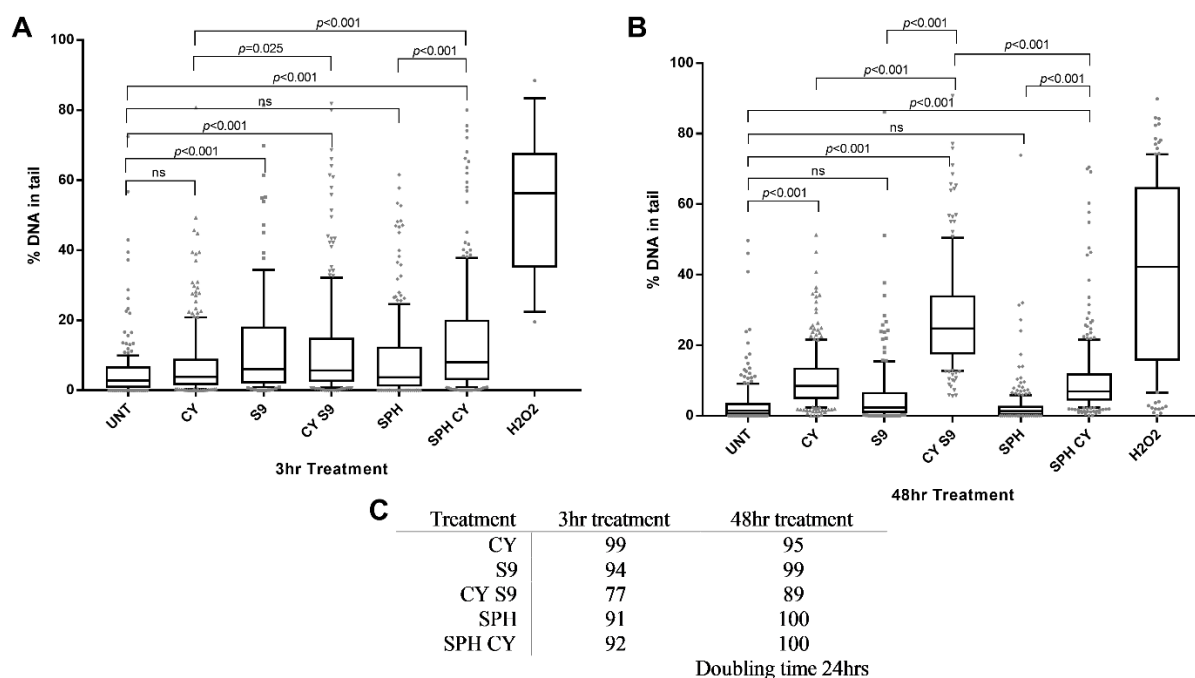 A
p<0.001
p=0.025
p<0.001
p<0.001
ns
p<0.001
p<0.001
ns
% DNA in tail
100
80
60
40
20
0
UNT
CY
S9
CY S9
SPH
SPH CY
H2O2
3hr Treatment
B
p<0.001
p<0.001
p<0.001
p<0.001
p<0.001
ns
p<0.001
ns
p<0.001
% DNA in tail
100
80
60
40
20
0
UNT
CY
S9
CY S9
SPH
SPH CY
H2O2
48hr Treatment
C
Treatment 3hr treatment 48hr treatment
CY 99 95
S9 94 99
CY S9 77 89
SPH 91 100
SPH CY 92 100
Doubling time 24hrs